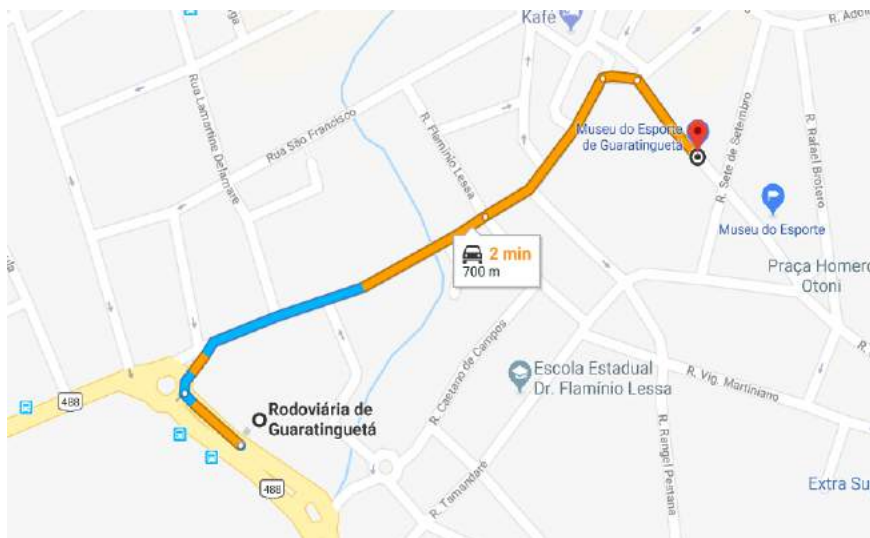 Kafé
R. Adol
Rua Lamartine Delamare
Rua São Francisco
R. Flamínio Lessa
Museu do Esporte
de Guaratinguetá
R. Sete de Setembro
R. Rafael Brotero
Museu do Esporte
2 min
700 m
Praça Homero
Otoni
R. Caetano de Campos
Escola Estadual
Dr. Flamínio Lessa
R. Vig. Martiniano
488
Rodoviária de
Guaratinguetá
R. Rangel Pestana
488
R. Tamandaré
Extra Su